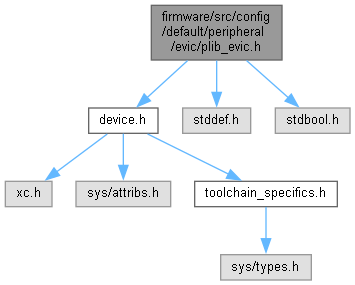 firmware/src/config
/default/peripheral
/evic/plib_evic.h
device.h
stddef.h
stdbool.h
xc.h
sys/attribs.h
toolchain_specifics.h
sys/types.h